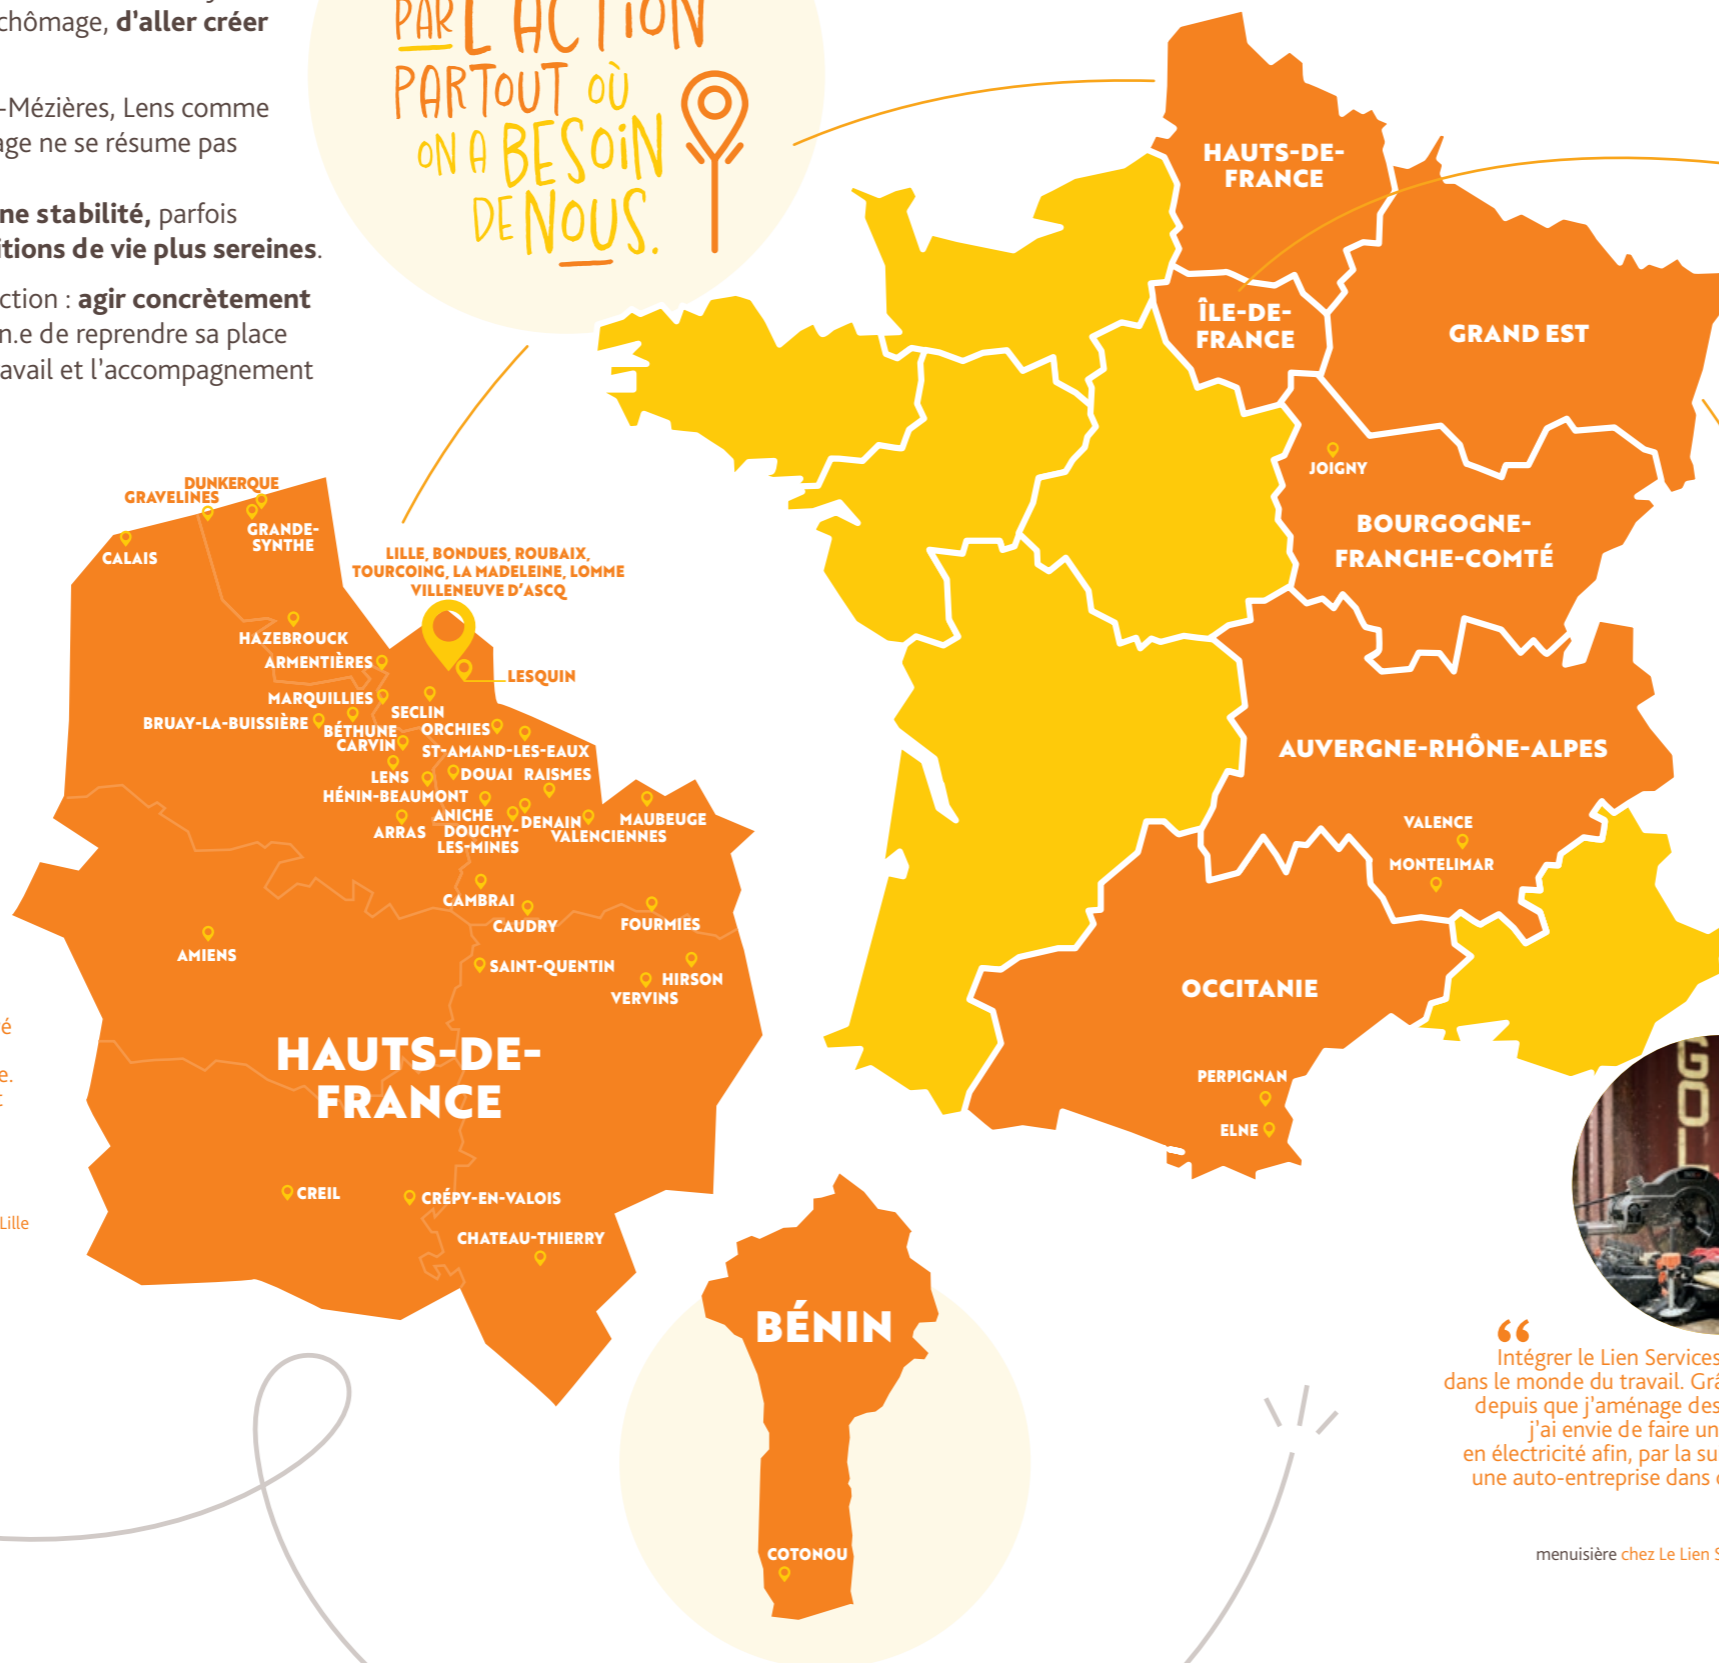 chômage, d'aller créer
-Mézières, Lens comme
age ne se résume pas
ne stabilité, parfois
itions de vie plus sereines.
ction : agir concrètement
n.e de reprendre sa place
avail et l'accompagnement
PAR L'ACTION
PARTOUT OÙ
ON A BESOIN
DE NOUS.
DUNKERQUE
GRAVELINES
GRANDE-
SYNTHE
CALAIS
LILLE, BONDUES, ROUBAIX,
TOURCOING, LA MADELEINE, LOMME
VILLENEUVE D'ASCQ
HAZEBROUCK
ARMENTIÈRES
LESQUIN
MARQUILLIES
SECLIN
BRUAY-LA-BUISSIÈRE
BÉTHUNE
ORCHIES
CARVIN
ST-AMAND-LES-EAUX
LENS
DOUAI
RAISMES
HÉNIN-BEAUMONT
ANICHE
DENAIN
MAUBEUGE
ARRAS
DOUCHY-
LES-MINES
VALENCIENNES
CAMBRAI
CAUDRY
FOURMIES
AMIENS
SAINT-QUENTIN
HIRSON
VERVINS
HAUTS-DE-
FRANCE
CREIL
CRÉPY-EN-VALOIS
CHATEAU-THIERRY
é
e.
t
Lille
HAUTS-DE-
FRANCE
ÎLE-DE-
FRANCE
GRAND EST
JOIGNY
BOURGOGNE-
FRANCHE-COMTÉ
AUVERGNE-RHÔNE-ALPES
VALENCE
MONTELIMAR
OCCITANIE
PERPIGNAN
ELNE
BÉNIN
COTONOU
“
Intégrer le Lien Services
dans le monde du travail. Grâ
depuis que j'aménage des
j'ai envie de faire un
en électricité afin, par la su
une auto-entreprise dans
menuisière chez Le Lien S